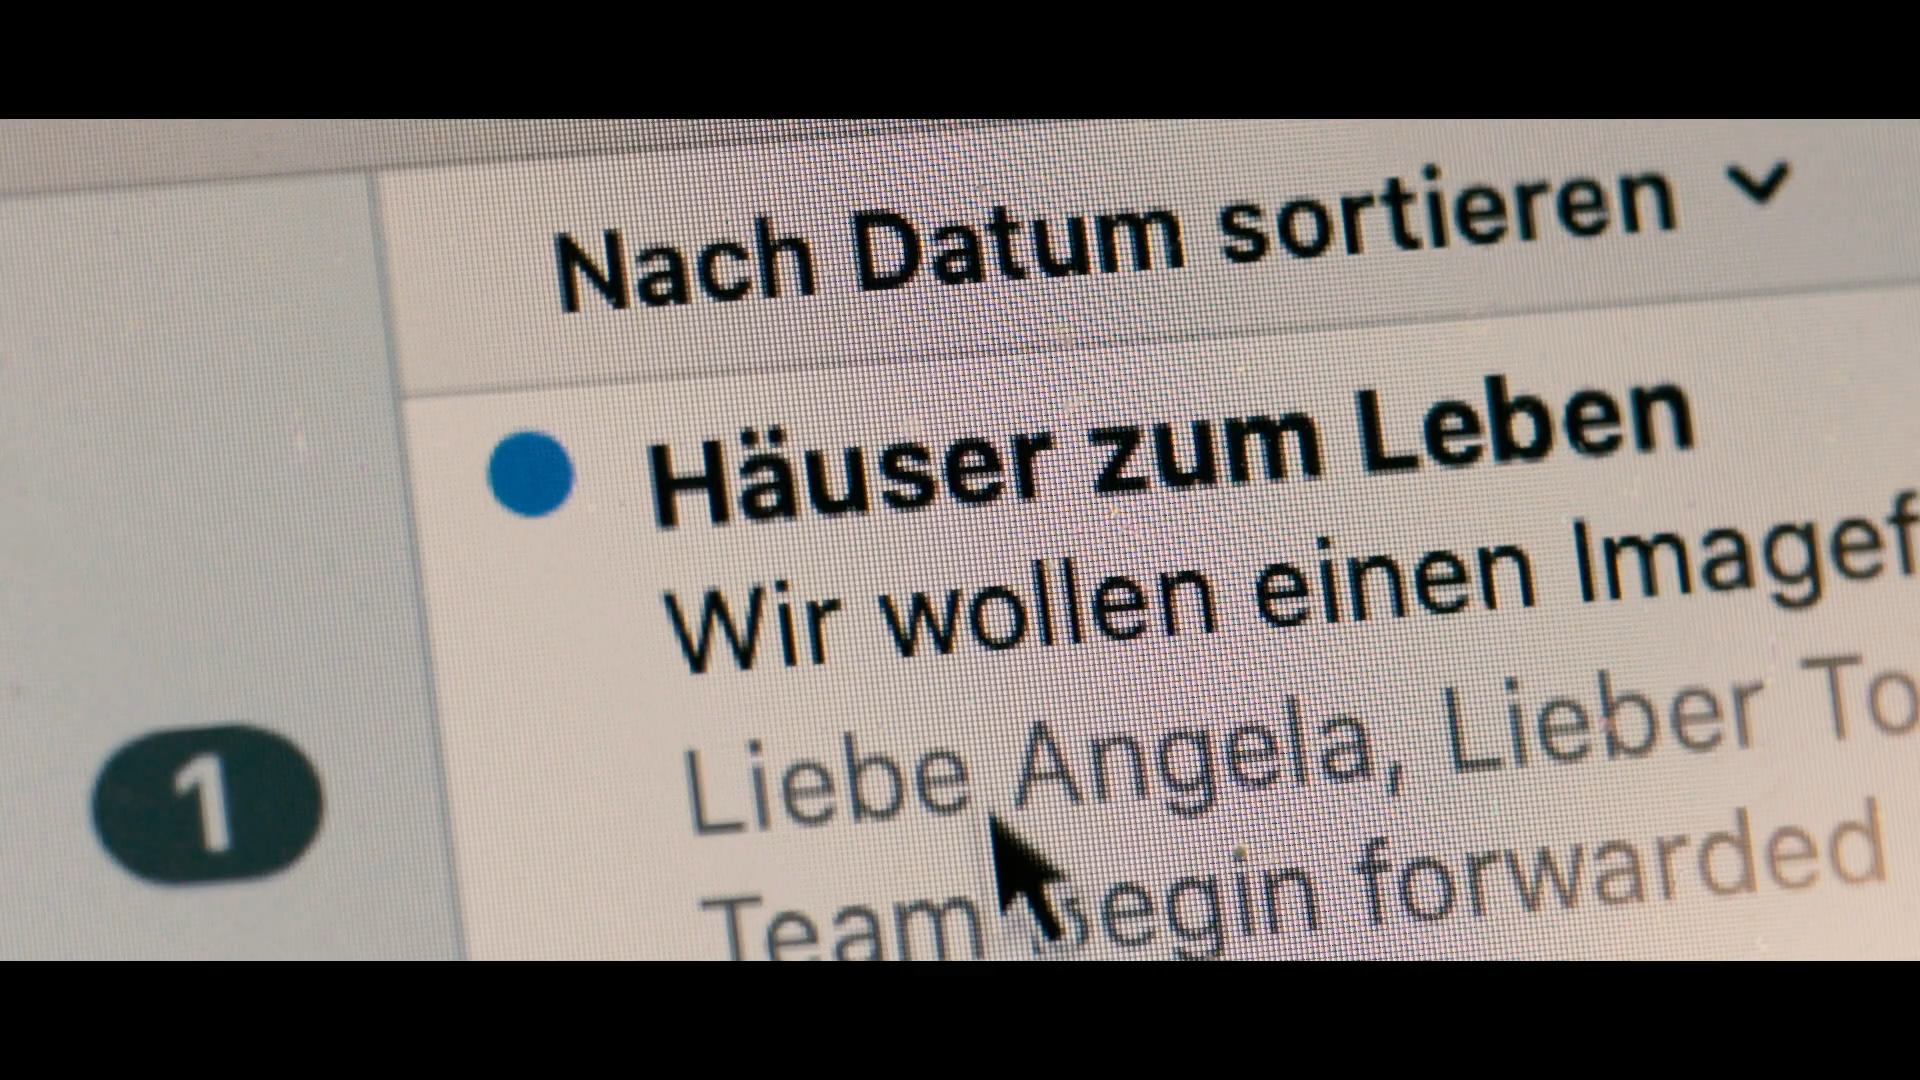 Nach Datum sortieren
Häuser zum Leben
Wir wollen einen Imagef
1
Liebe Angela, Lieber To
Team Begin forwarded